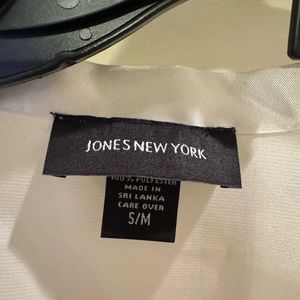 JONES NEW YORK
100% POLYESTER
MADE IN
SRI LANKA
CARE OVER
S/M